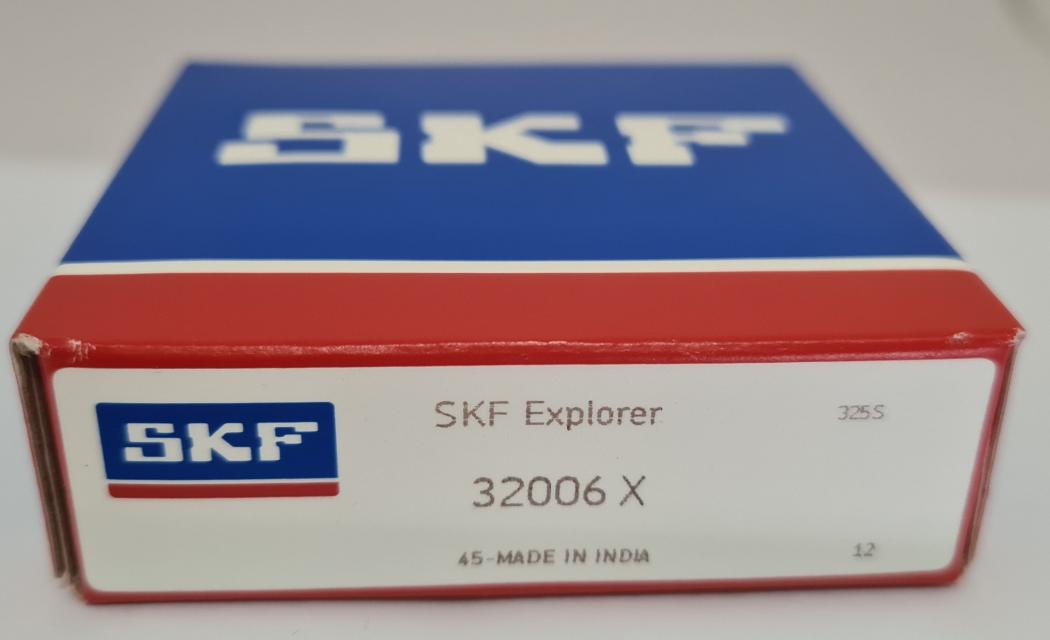 SKF
SKF
SKF Explorer
325S
32006 X
45-MADE IN INDIA
12